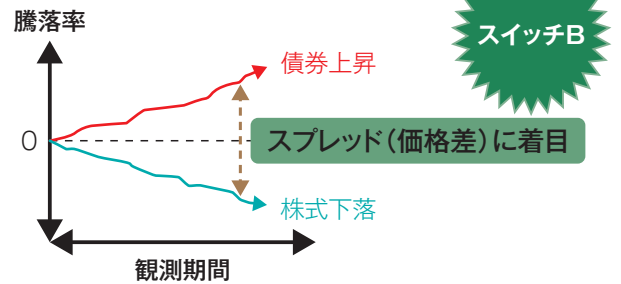 騰落率
スイッチB
債券上昇
0
スプレッド(価格差)に着目
株式下落
観測期間